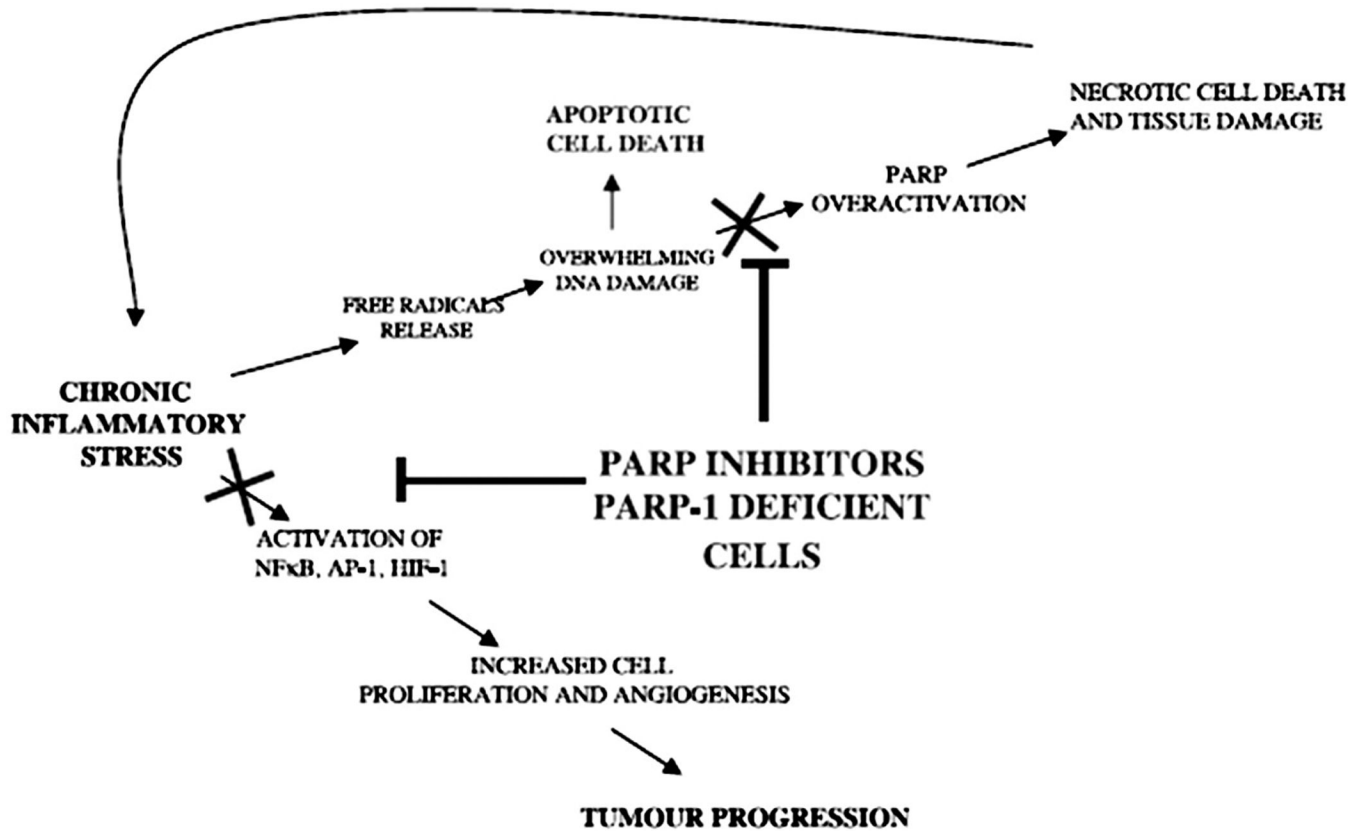 NECROTIC CELL DEATH
AND TISSUE DAMAGE
APOPTOTIC
CELL DEATH
PARP
OVERACTIVATION
OVERWHELMING
DNA DAMAGE
FREE RADICALS
RELEASE
CHRONIC
INFLAMMATORY
STRESS
PARP INHIBITORS
PARP-1 DEFICIENT
CELLS
ACTIVATION OF
NFκB, AP-1, HIF-1
INCREASED CELL
PROLIFERATION AND ANGIOGENESIS
TUMOUR PROGRESSION